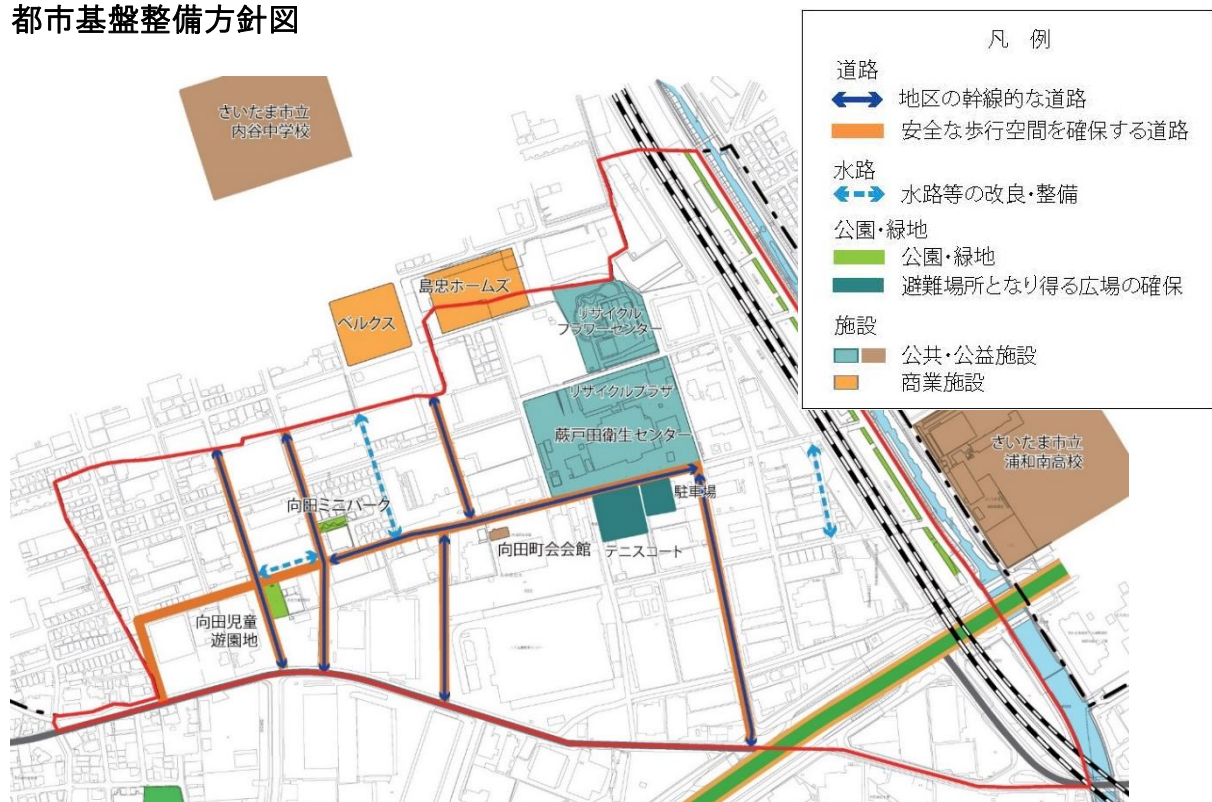 都市基盤整備方針図
凡 例
道路
地区の幹線的な道路
安全な歩行空間を確保する道路
水路
水路等の改良・整備
公園・緑地
公園・緑地
避難場所となり得る広場の確保
施設
公共・公益施設
商業施設
さいたま市立
内谷中学校
島忠ホームズ
ベルクス
リサイクル
フラワーセンター
リサイクルプラザ
蕨戸田衛生センター
さいたま市立
浦和南高校
向田ミニパーク
駐車場
向田町会会館
テニスコート
向田児童
遊園地